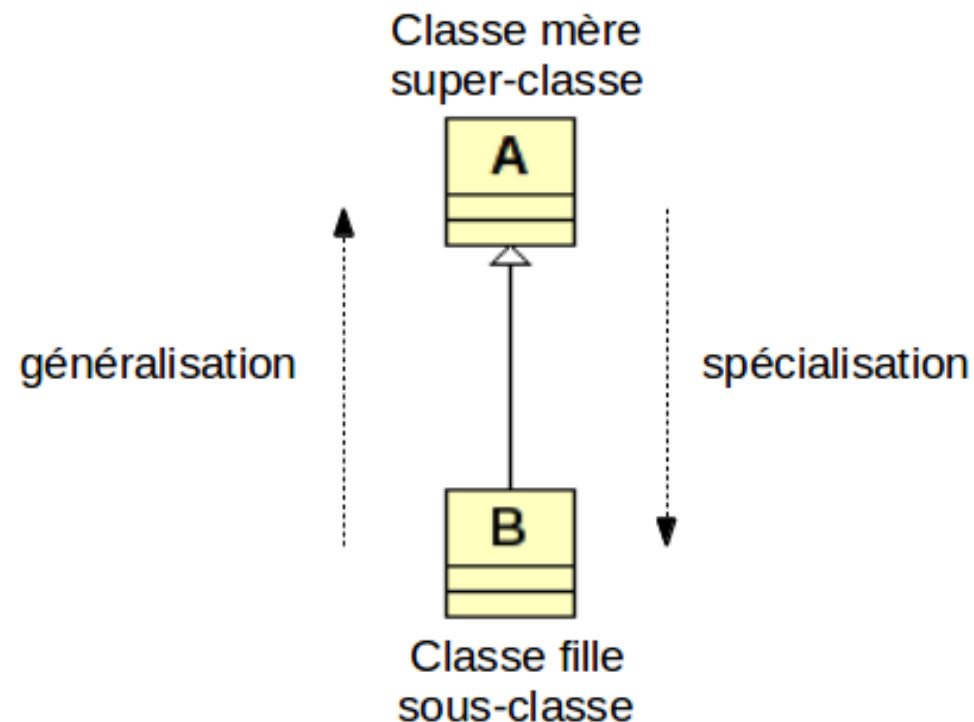 Classe mère
super-classe
A
généralisation
spécialisation
B
Classe fille
sous-classe